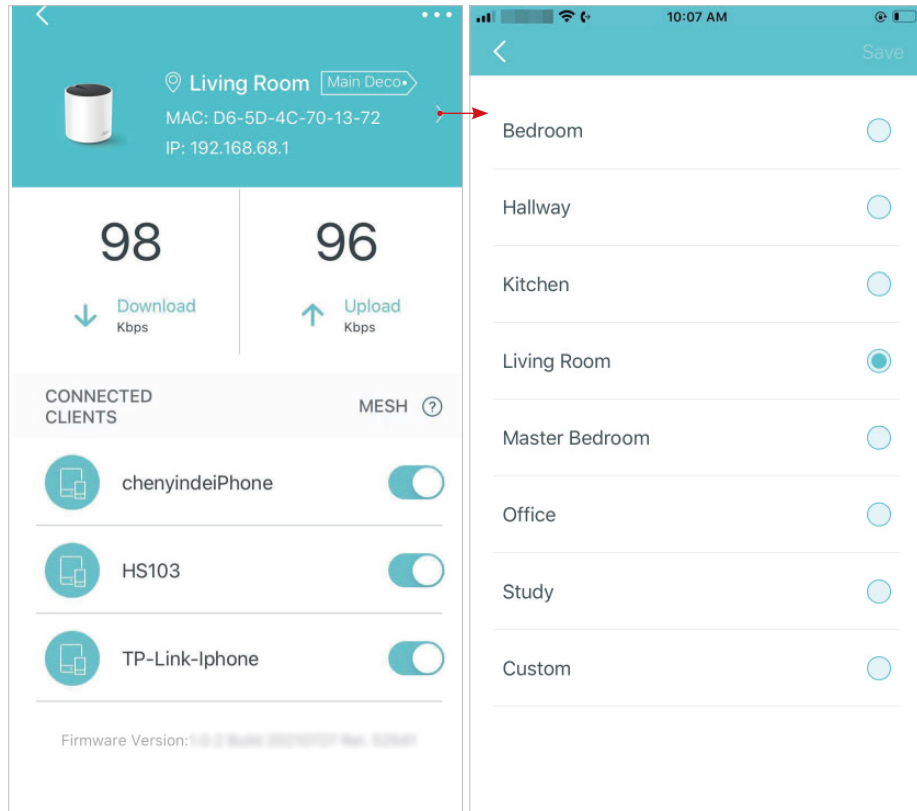 Living Room Main Deco
MAC: D6-5D-4C-70-13-72
IP: 192.168.68.1
98
Download
Kbps
96
Upload
Kbps
CONNECTED
CLIENTS
MESH ?
chenyindeiPhone
HS103
TP-Link-Iphone
Firmware Version:
10:07 AM
Save
Bedroom
Hallway
Kitchen
Living Room
Master Bedroom
Office
Study
Custom